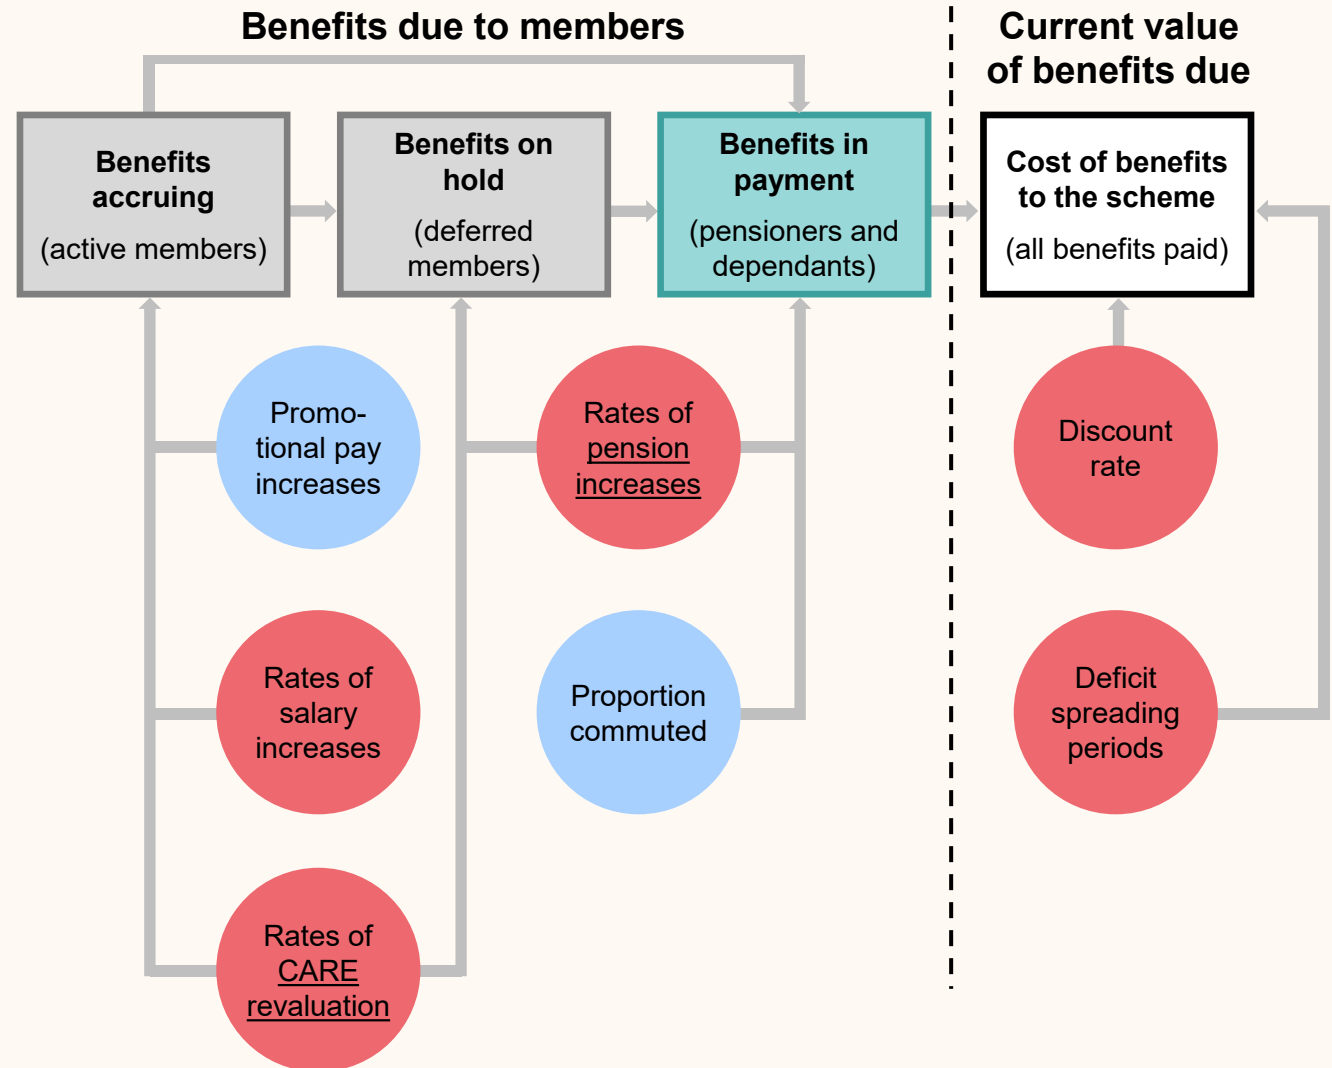 Benefits due to members
Current value
of benefits due
Benefits
accruing
(active members)
Benefits on
hold
(deferred
members)
Benefits in
payment
(pensioners and
dependants)
Cost of benefits
to the scheme
(all benefits paid)
Promo-
tional pay
increases
Rates of
pension
increases
Discount
rate
Rates of
salary
increases
Proportion
commuted
Deficit
spreading
periods
Rates of
CARE
revaluation